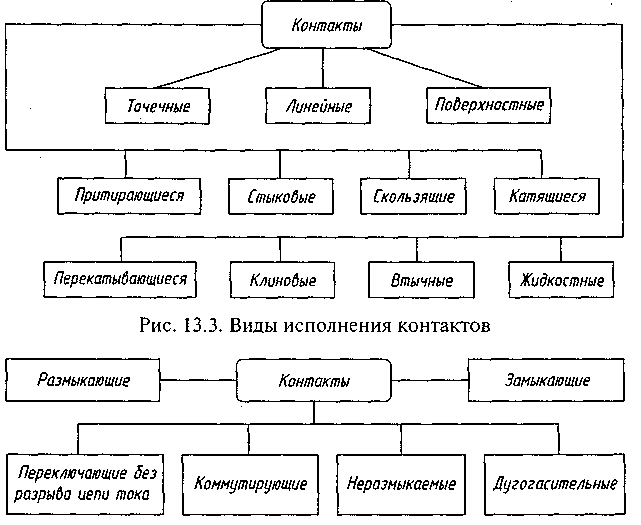 Контакты
Точечные
Линейные
Поверхностные
Притирающиеся
Стыковые
Скользящие
Катящиеся
Перекатывающиеся
Клиновые
Втычные
Жидкостные
Рис. 13.3. Виды исполнения контактов
Размыкающие
Контакты
Замыкающие
Переключающие без
разрыва цепи тока
Коммутирующие
Неразмыкаемые
Дугогасительные